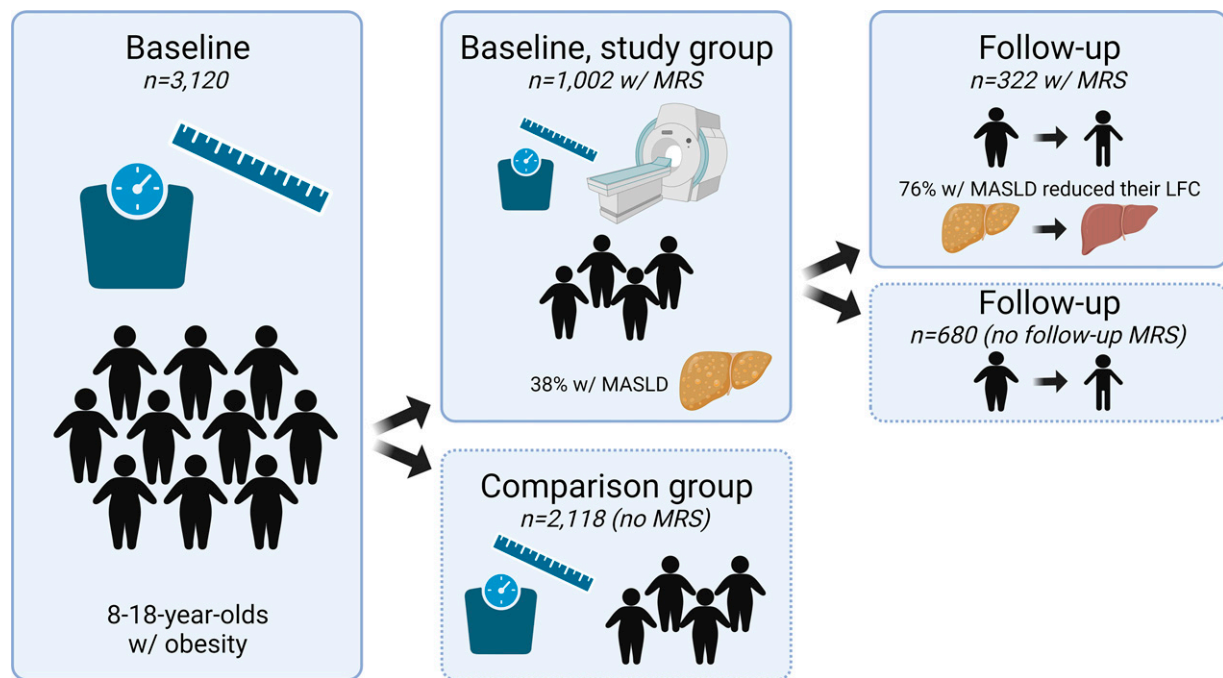 Baseline
n=3,120
8-18-year-olds
w/ obesity
Baseline, study group
n=1,002 w/ MRS
38% w/ MASLD
Comparison group
n=2,118 (no MRS)
Follow-up
n=322 w/ MRS
76% w/ MASLD reduced their LFC
Follow-up
n=680 (no follow-up MRS)